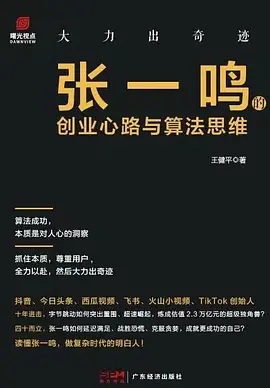 曙光视点
DAWNVIEW
大力出奇迹
张一鸣的
创业心路与算法思维
王健平◎著
算法成功，
本质是对人心的洞察
抓住本质，尊重用户，
全力以赴，然后大力出奇迹
抖音、今日头条、西瓜视频、飞书、火山小视频、TikTok 创始人
十年进击，字节跳动如何突出重围、超速崛起，炼成估值 2.3 万亿元的超级独角兽？
四十而立，张一鸣如何延迟满足、战胜恐慌、克服贪婪，成就更成功的自己？
读懂张一鸣，做复杂时代的明白人！
广东经济出版社